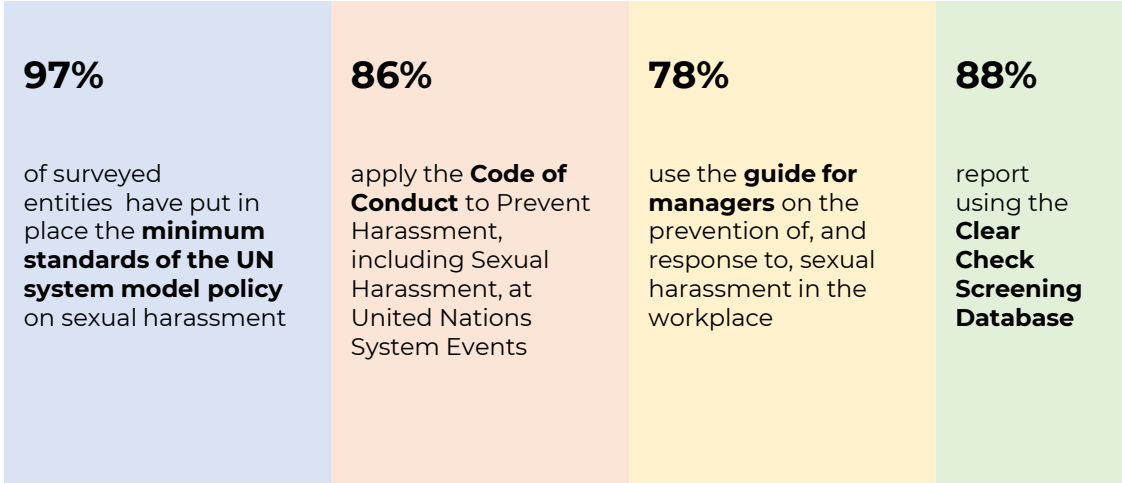 97%
of surveyed
entities  have put in
place the minimum
standards of the UN
system model policy
on sexual harassment
86%
apply the Code of
Conduct to Prevent
Harassment,
including Sexual
Harassment, at
United Nations
System Events
78%
use the guide for
managers on the
prevention of, and
response to, sexual
harassment in the
workplace
88%
report
using the
Clear
Check
Screening
Database